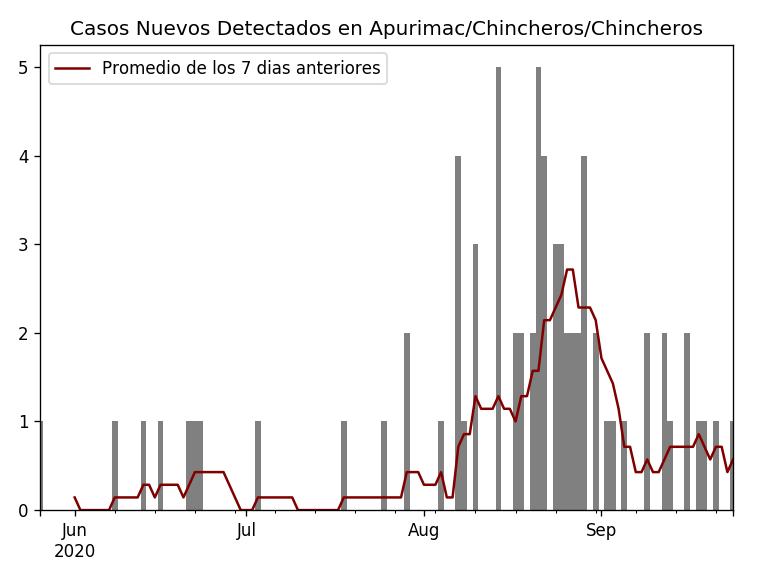 Casos Nuevos Detectados en Apurimac/Chincheros/Chincheros
Promedio de los 7 dias anteriores
5
4
3
2
1
0
Jun Jul Aug Sep
2020